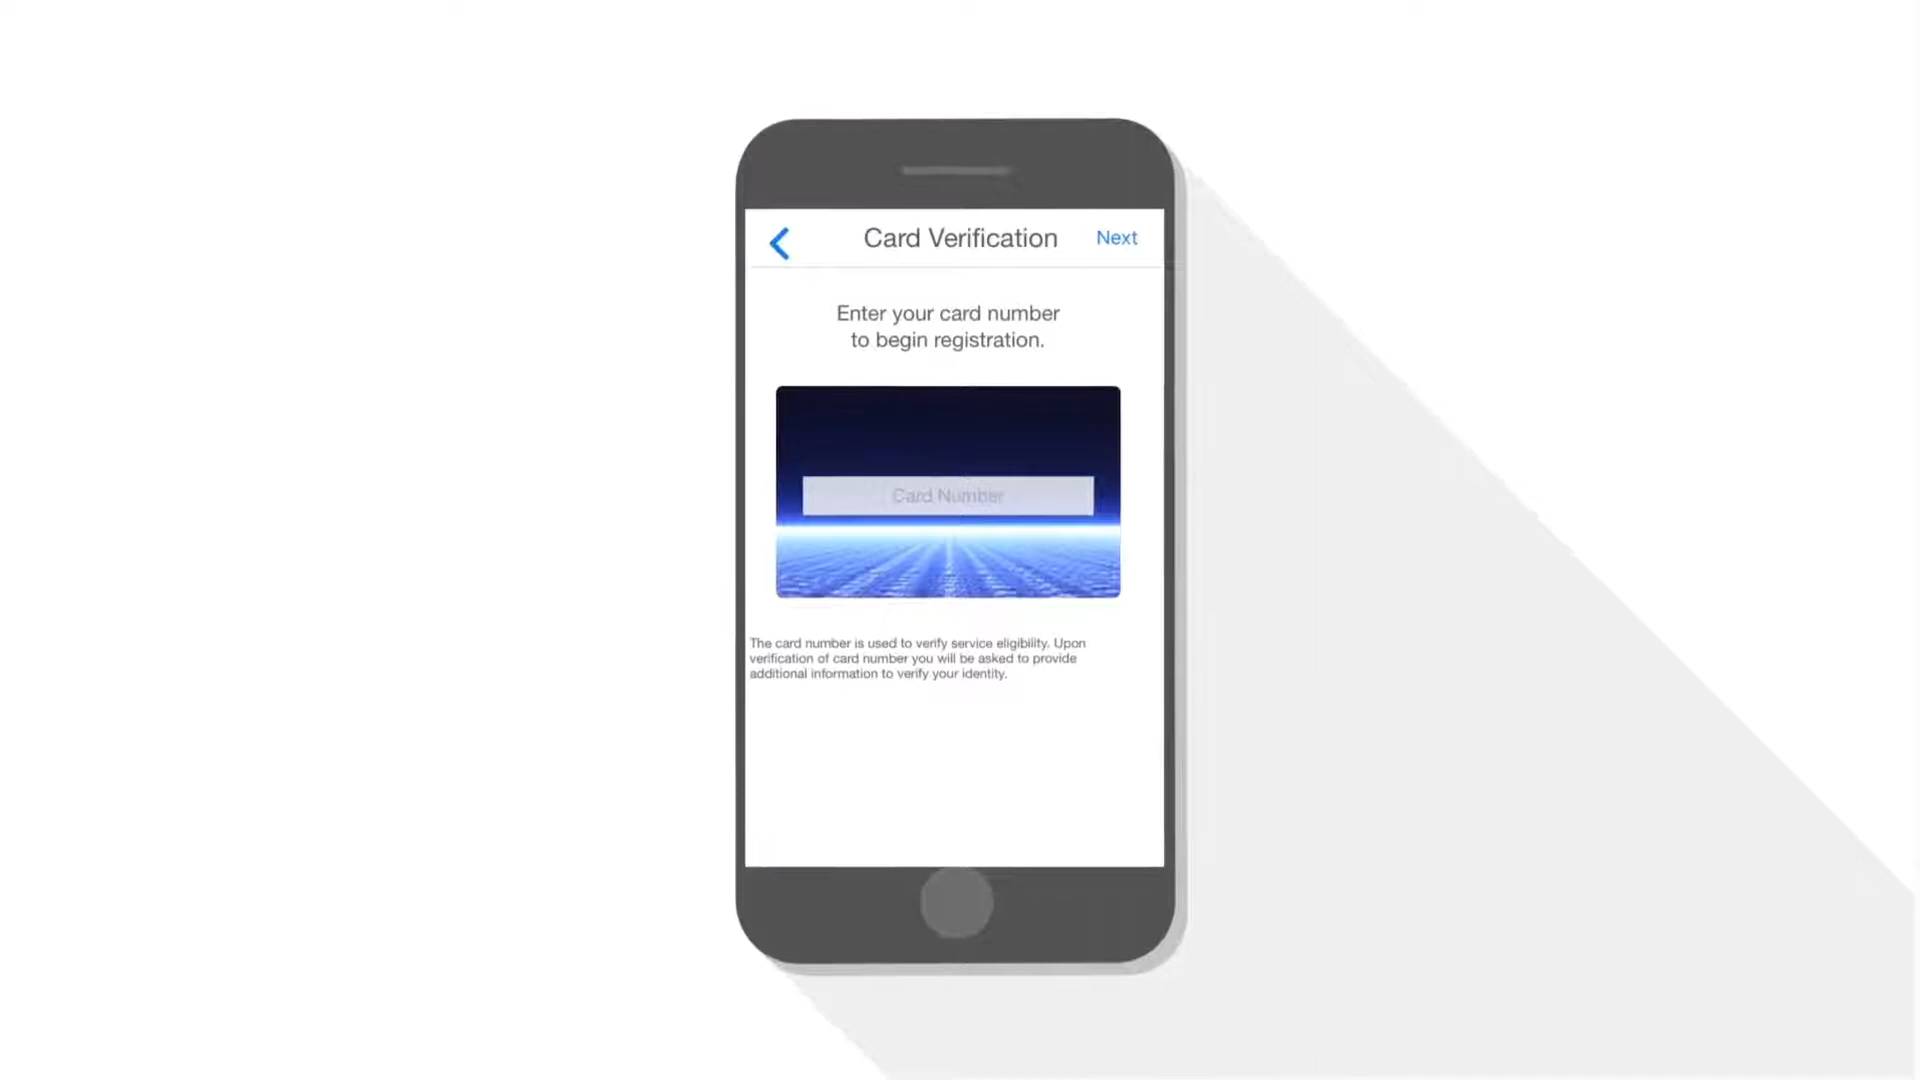 Card Verification
Next
Enter your card number
to begin registration.
Card Number
The card number is used to verify service eligibility. Upon
verification of card number you will be asked to provide
additional information to verify your identity.